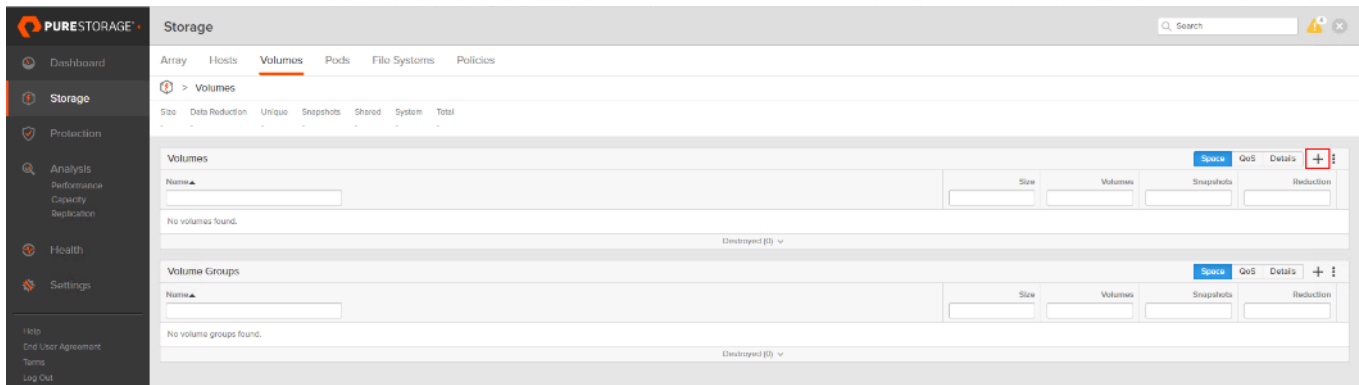 PURESTORAGE®
Storage
Search
4
Dashboard
Storage
Protection
Analysis
Performance
Capacity
Replication
Health
Settings
Help
End User Agreement
Terms
Log Out
Array Hosts Volumes Pods File Systems Policies
> Volumes
Size Data Reduction Unique Snapshots Shared System Total
- - - - - - -
Volumes
Space QoS Details
Name Size Volumes Snapshots Reduction
No volumes found.
Destroyed (0)
Volume Groups
Space QoS Details
Name Size Volumes Snapshots Reduction
No volume groups found.
Destroyed (0)